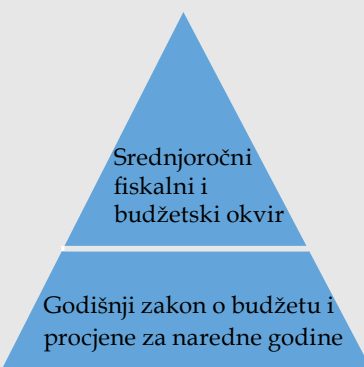 Srednjoročni
fiskalni i
budžetski okvir
Godišnji zakon o budžetu i
procjene za naredne godine